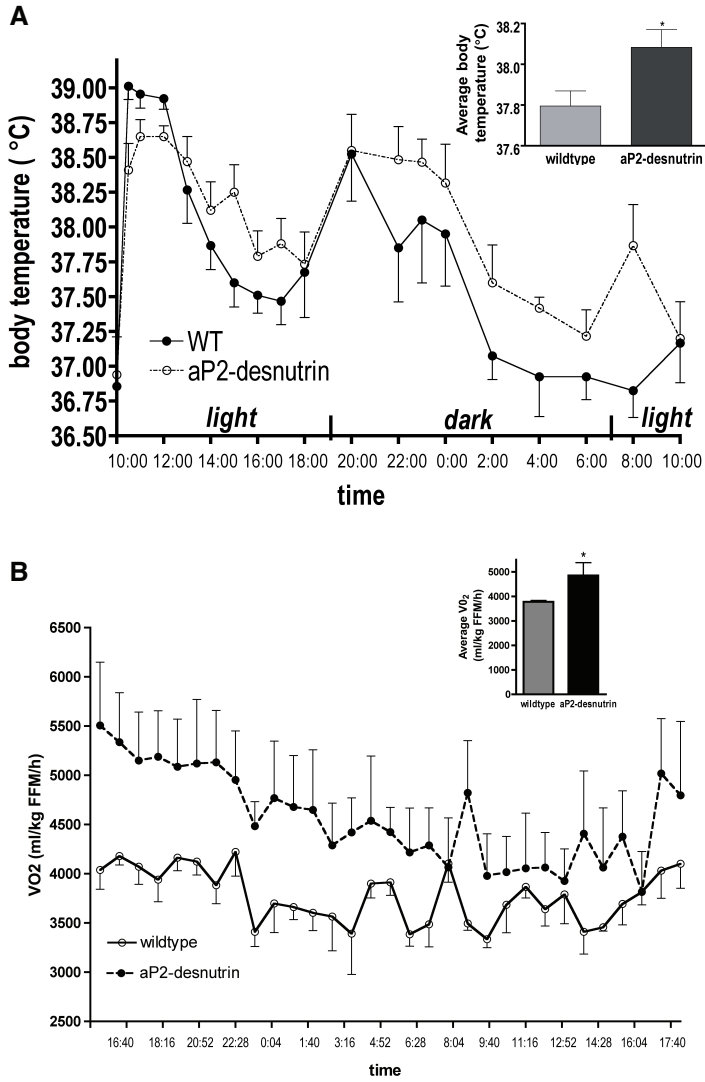 A
body temperature ( °C)
39.00
38.75
38.50
38.25
38.00
37.75
37.50
37.25
37.00
36.75
36.50
WT
aP2-desnutrin
light
dark
light
10:00 12:00 14:00 16:00 18:00 20:00 22:00 0:00 2:00 4:00 6:00 8:00 10:00
time
Average body
temperature (°C)
38.2
38.0
37.8
37.6
*
wildtype aP2-desnutrin
B
VO2 (ml/kg FFM/h)
6500
6000
5500
5000
4500
4000
3500
3000
2500
wildtype
aP2-desnutrin
16:40 18:16 20:52 22:28 0:04 1:40 3:16 4:52 6:28 8:04 9:40 11:16 12:52 14:28 16:04 17:40
time
Average V0₂
(ml/kg FFM/h)
5000
4000
3000
2000
1000
0
*
wildtype aP2-desnutrin